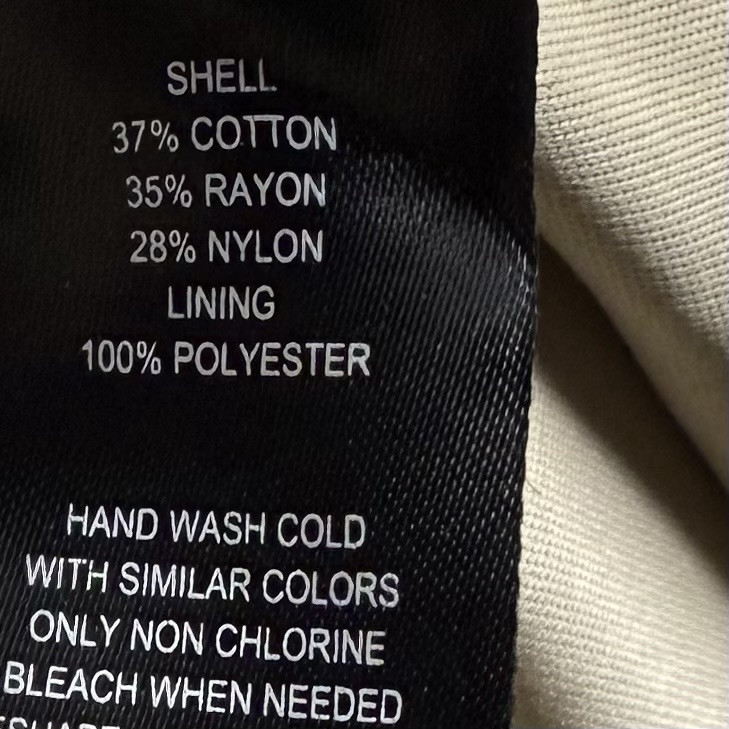 SHELL
37% COTTON
35% RAYON
28% NYLON
LINING
100% POLYESTER
HAND WASH COLD
WITH SIMILAR COLORS
ONLY NON CHLORINE
BLEACH WHEN NEEDED